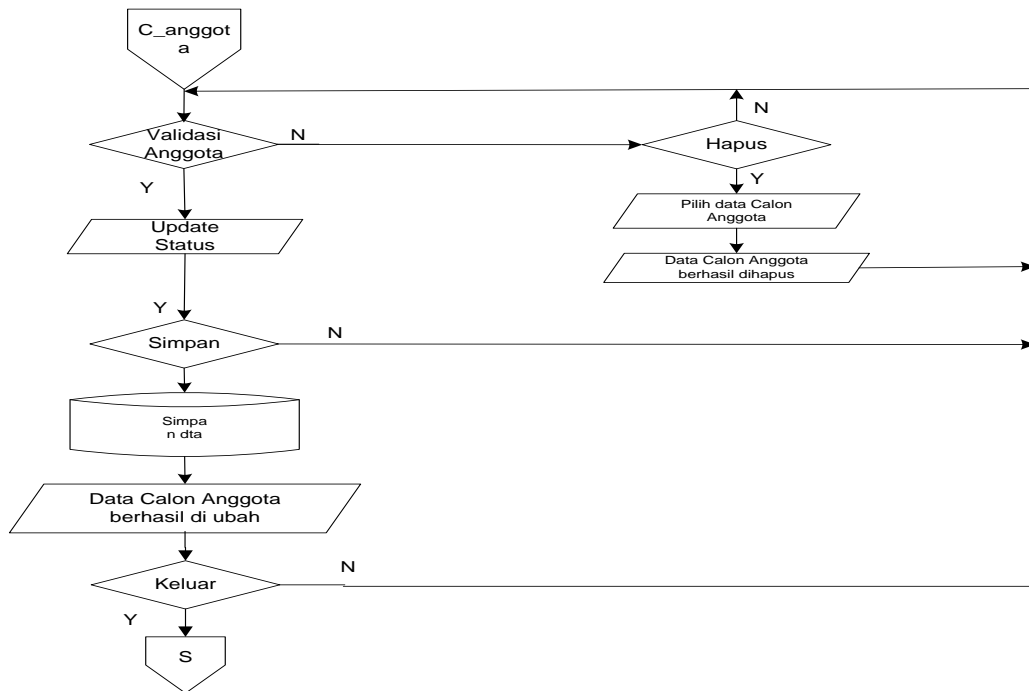 C_anggot
a
Validasi
Anggota
N
Hapus
N
Y
Y
Pilih data Calon
Anggota
Update
Status
Data Calon Anggota
berhasil dihapus
Y
Simpan
N
Simpa
n dta
Data Calon Anggota
berhasil di ubah
Keluar
N
Y
S